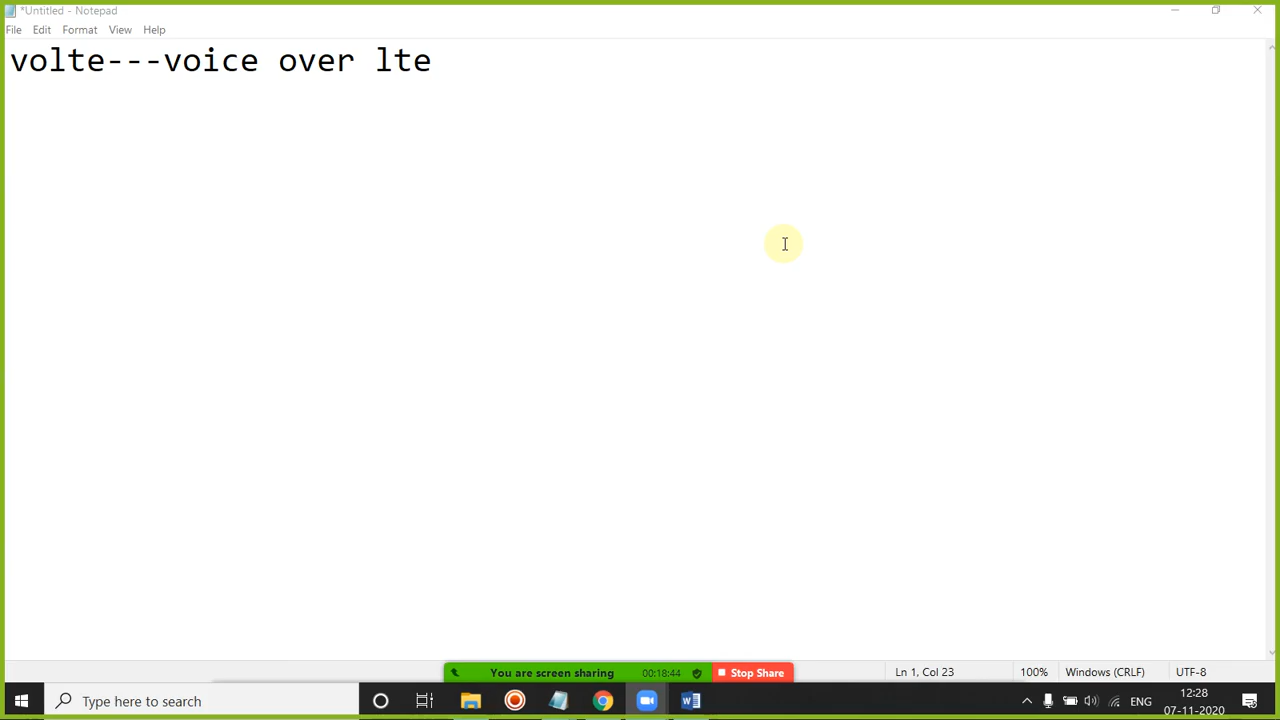 *Untitled - Notepad
File Edit Format View Help
volte---voice over lte
You are screen sharing 00:18:44 Stop Share
Ln 1, Col 23 100% Windows (CRLF) UTF-8
Type here to search
ENG 12:28
07-11-2020